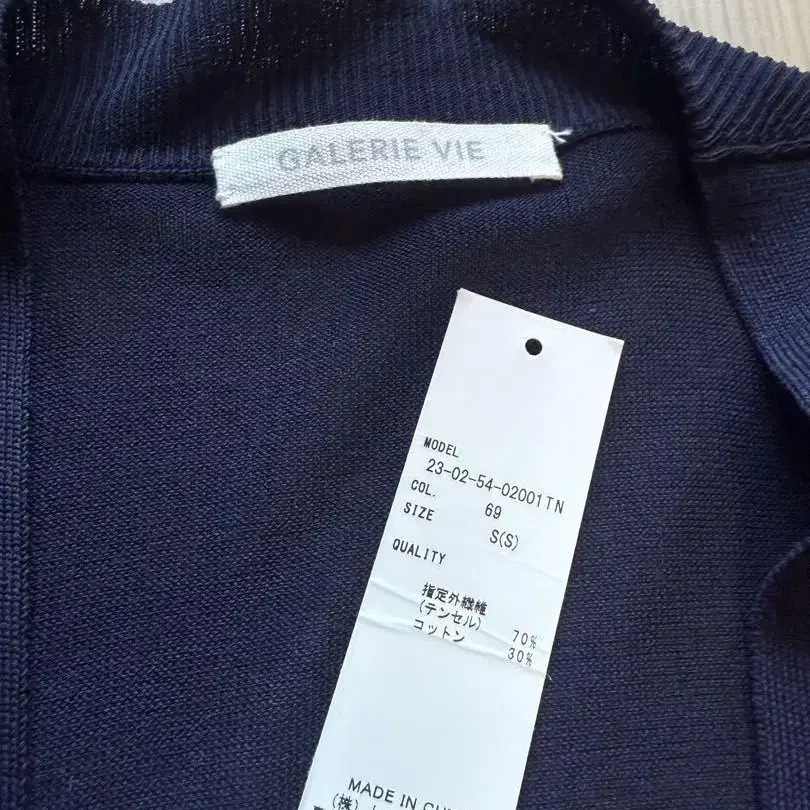 GALERIE VIE
MODEL
23-02-54-02001TN
COL. 69
SIZE S(S)
QUALITY
指定外繊維
(テンセル) 70%
コットン 30%
MADE IN
(株)